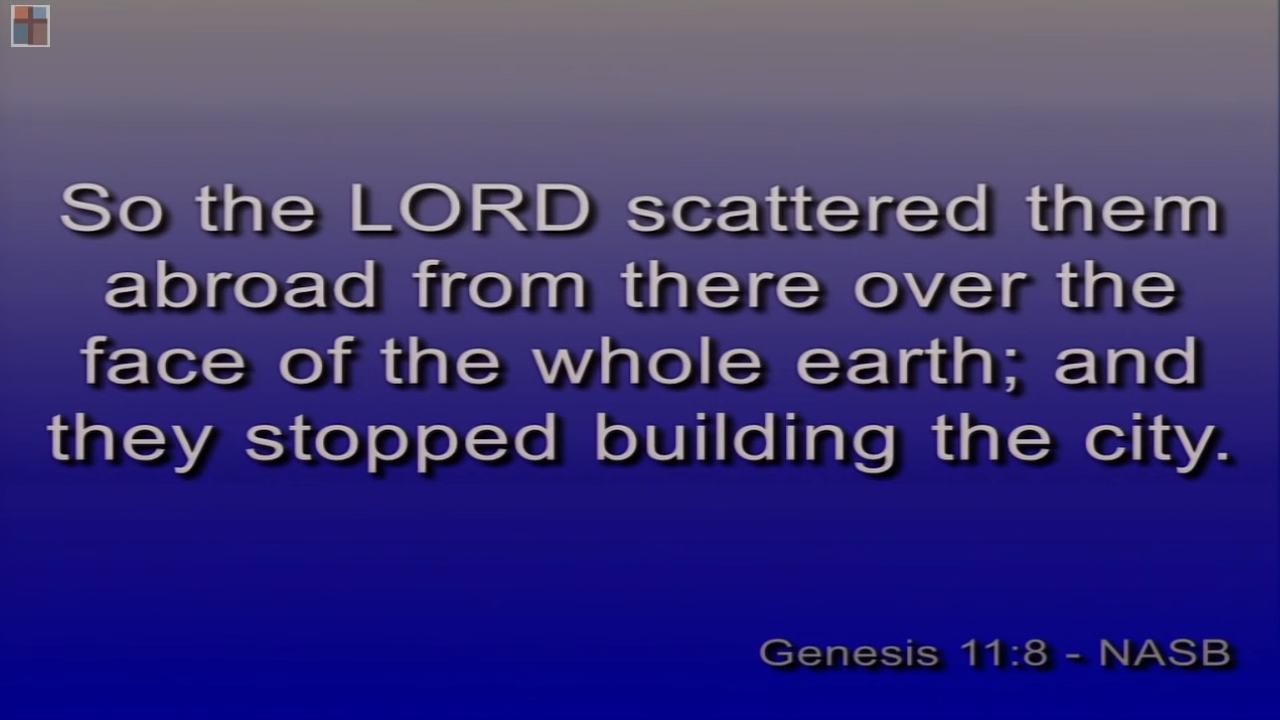 So the LORD scattered them
abroad from there over the
face of the whole earth; and
they stopped building the city.
Genesis 11:8 - NASB